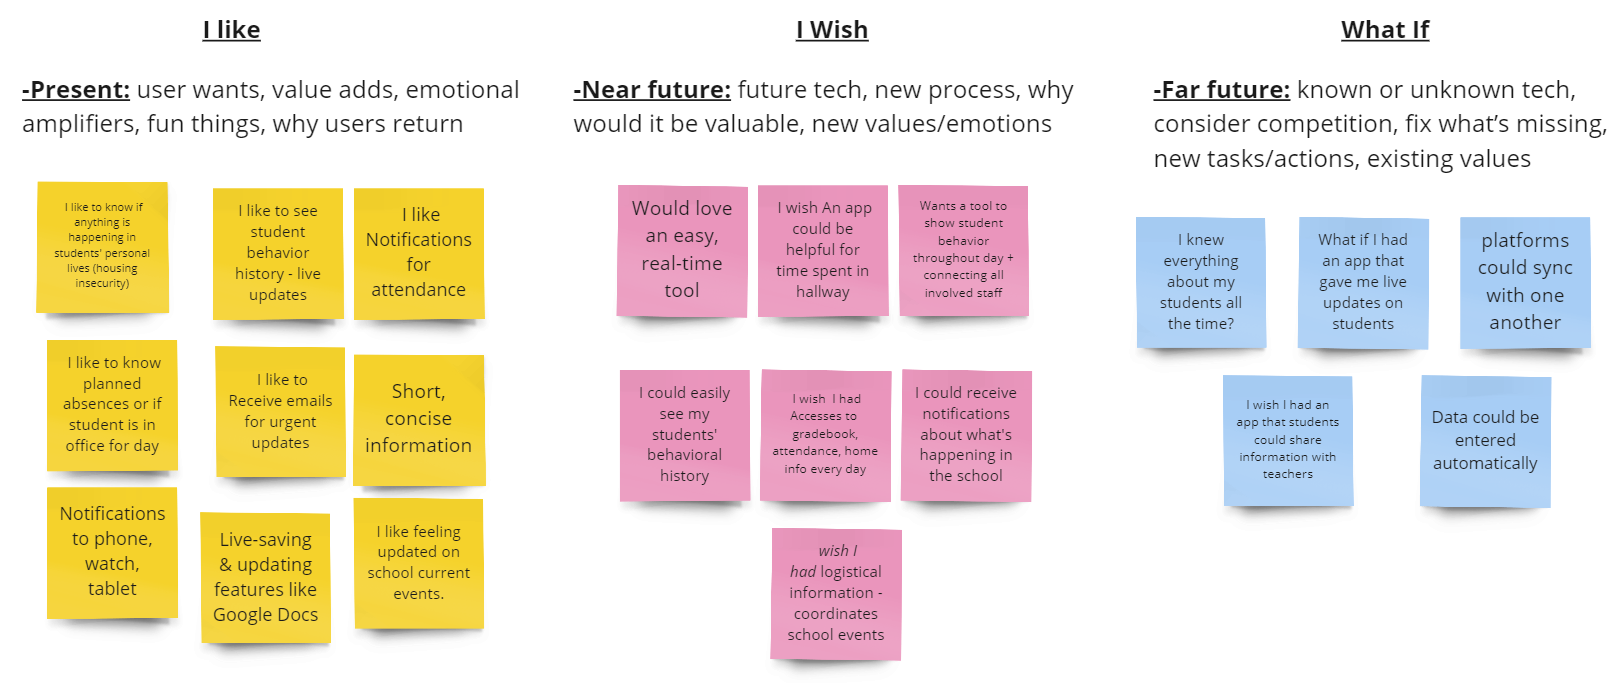 I like
-Present: user wants, value adds, emotional
amplifiers, fun things, why users return
I like to know if
anything is
happening in
students' personal
lives (housing
insecurity)
I like to see
student
behavior
history - live
updates
I like
Notifications
for
attendance
I like to know
planned
absences or if
student is in
office for day
I like to
Receive emails
for urgent
updates
Short,
concise
information
Notifications
to phone,
watch,
tablet
Live-saving
& updating
features like
Google Docs
I like feeling
updated on
school current
events.
I Wish
-Near future: future tech, new process, why
would it be valuable, new values/emotions
Would love
an easy,
real-time
tool
I wish An app
could be
helpful for
time spent in
hallway
Wants a tool to
show student
behavior
throughout day +
connecting all
involved staff
I could easily
see my
students'
behavioral
history
I wish I had
Accesses to
gradebook,
attendance, home
info every day
I could receive
notifications
about what's
happening in
the school
wish I
had logistical
information -
coordinates
school events
What If
-Far future: known or unknown tech,
consider competition, fix what's missing,
new tasks/actions, existing values
I knew
everything
about my
students all
the time?
What if I had
an app that
gave me live
updates on
students
platforms
could sync
with one
another
I wish I had an
app that students
could share
information with
teachers
Data could be
entered
automatically